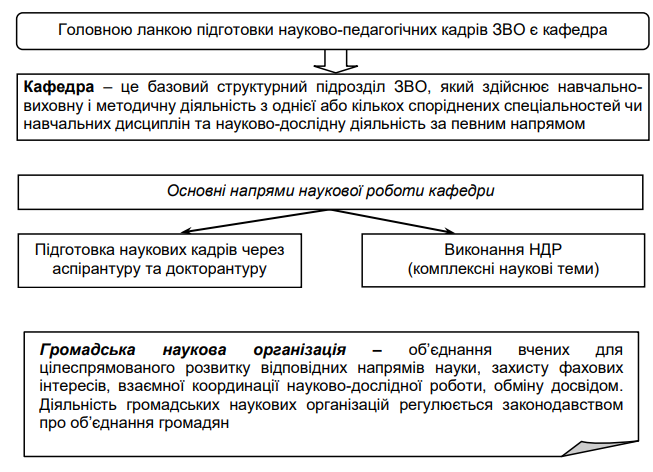 Головною ланкою підготовки науково-педагогічних кадрів ЗВО є кафедра
Кафедра – це базовий структурний підрозділ ЗВО, який здійснює навчально-
виховну і методичну діяльність з однієї або кількох споріднених спеціальностей чи
навчальних дисциплін та науково-дослідну діяльність за певним напрямом
Основні напрями наукової роботи кафедри
Підготовка наукових кадрів через
аспірантуру та докторантуру
Виконання НДР
(комплексні наукові теми)
Громадська наукова організація – об’єднання вчених для
цілеспрямованого розвитку відповідних напрямів науки, захисту фахових
інтересів, взаємної координації науково-дослідної роботи, обміну досвідом.
Діяльність громадських наукових організацій регулюється законодавством
про об’єднання громадян